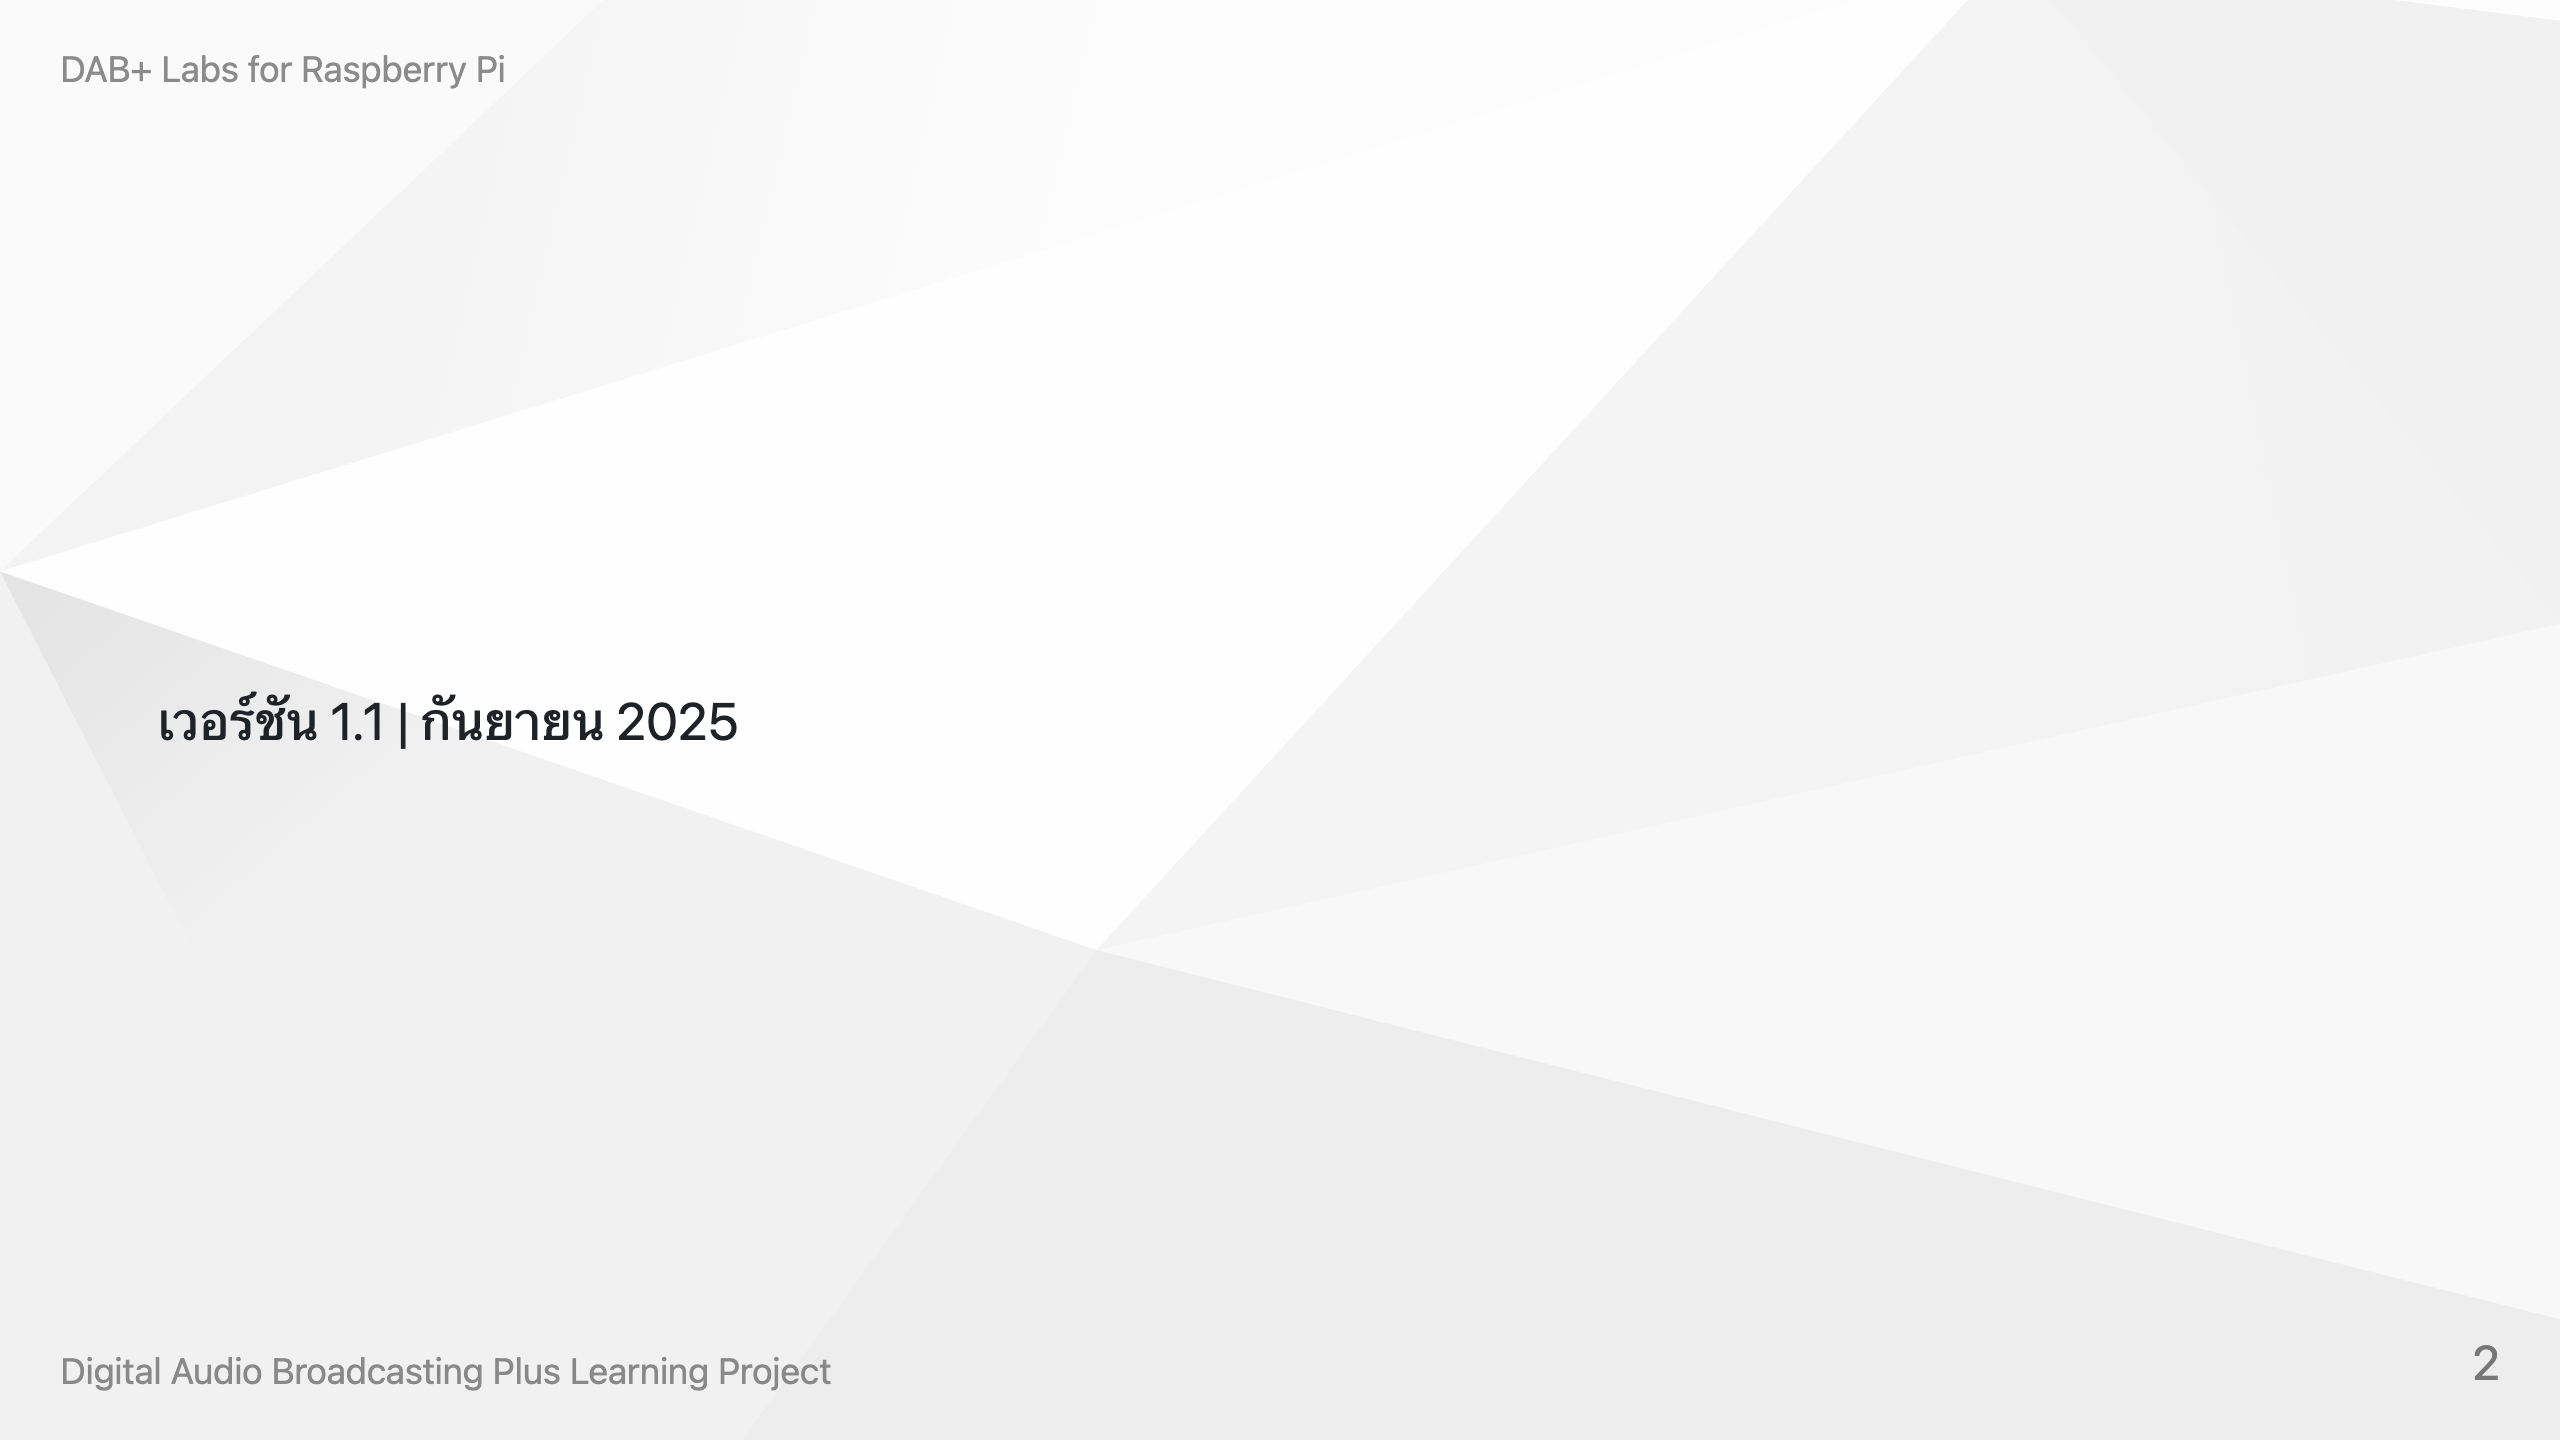 DAB+ Labs for Raspberry Pi
เวอร์ชัน 1.1 | กันยายน 2025
Digital Audio Broadcasting Plus Learning Project
2